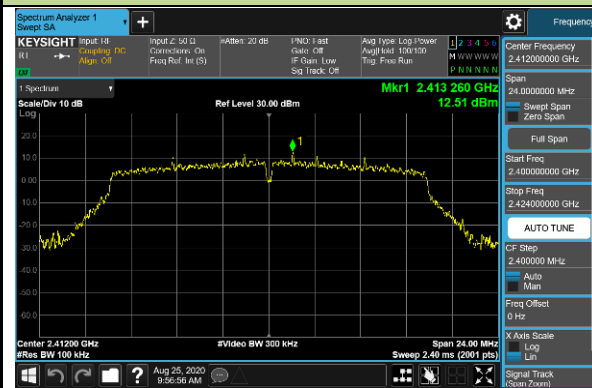 Spectrum Analyzer 1
Swept SA
Frequency
KEYSIGHT
Input: RF
Coupling: DC
Align: Off
Input Z: 50 Ω
Corrections: On
Freq Ref: Int (S)
#Atten: 20 dB
PNO: Fast
Gate: Off
IF Gain: Low
Sig Track: Off
Avg Type: Log-Power
Avg|Hold: 100/100
Trig: Free Run
1 2 3 4 5 6
M W W W W W
P N N N N N
1 Spectrum
Scale/Div 10 dB
Ref Level 30.00 dBm
Mkr1 2.413 260 GHz
12.51 dBm
Log
20.0
10.0
0.00
-10.0
-20.0
-30.0
-40.0
-50.0
-60.0
1
Center 2.41200 GHz
#Res BW 100 kHz
#Video BW 300 kHz
Span 24.00 MHz
Sweep 2.40 ms (2001 pts)
Center Frequency
2.412000000 GHz
Span
24.0000000 MHz
Swept Span
Zero Span
Full Span
Start Freq
2.400000000 GHz
Stop Freq
2.424000000 GHz
AUTO TUNE
CF Step
2.400000 MHz
Auto
Man
Freq Offset
0 Hz
X Axis Scale
Log
Lin
Signal Track
(Span Zoom)
Aug 25, 2020
9:56:56 AM